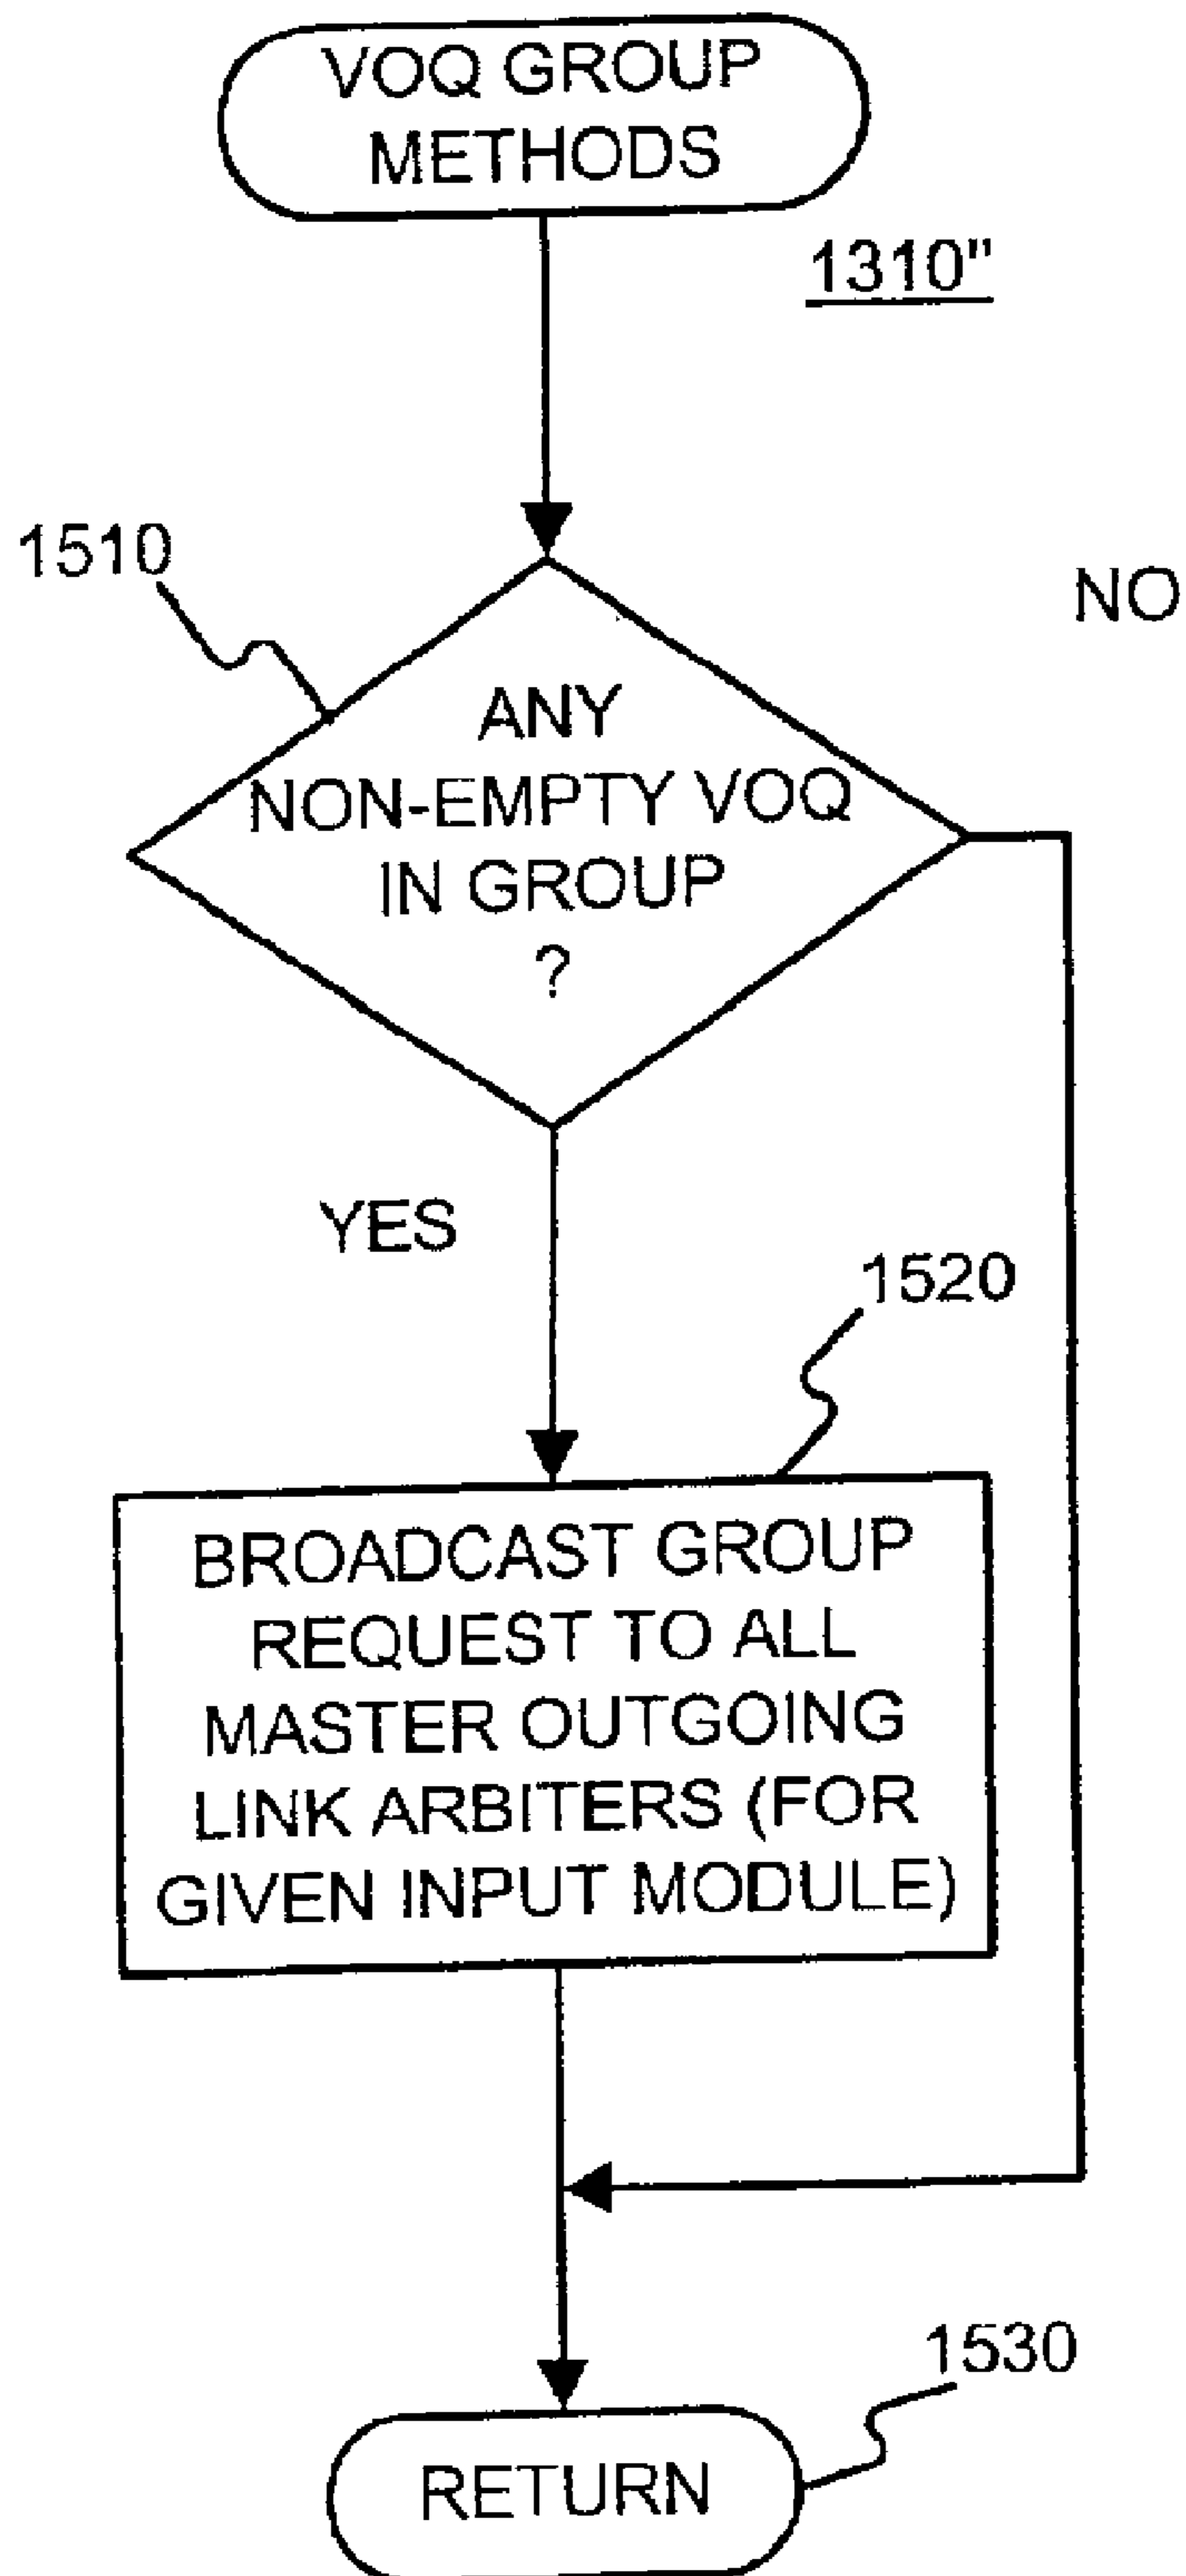 VOQ GROUP
METHODS
1310"
1510
NO
ANY
NON-EMPTY VOQ
IN GROUP
?
YES
1520
BROADCAST GROUP
REQUEST TO ALL
MASTER OUTGOING
LINK ARBITERS (FOR
GIVEN INPUT MODULE)
1530
RETURN